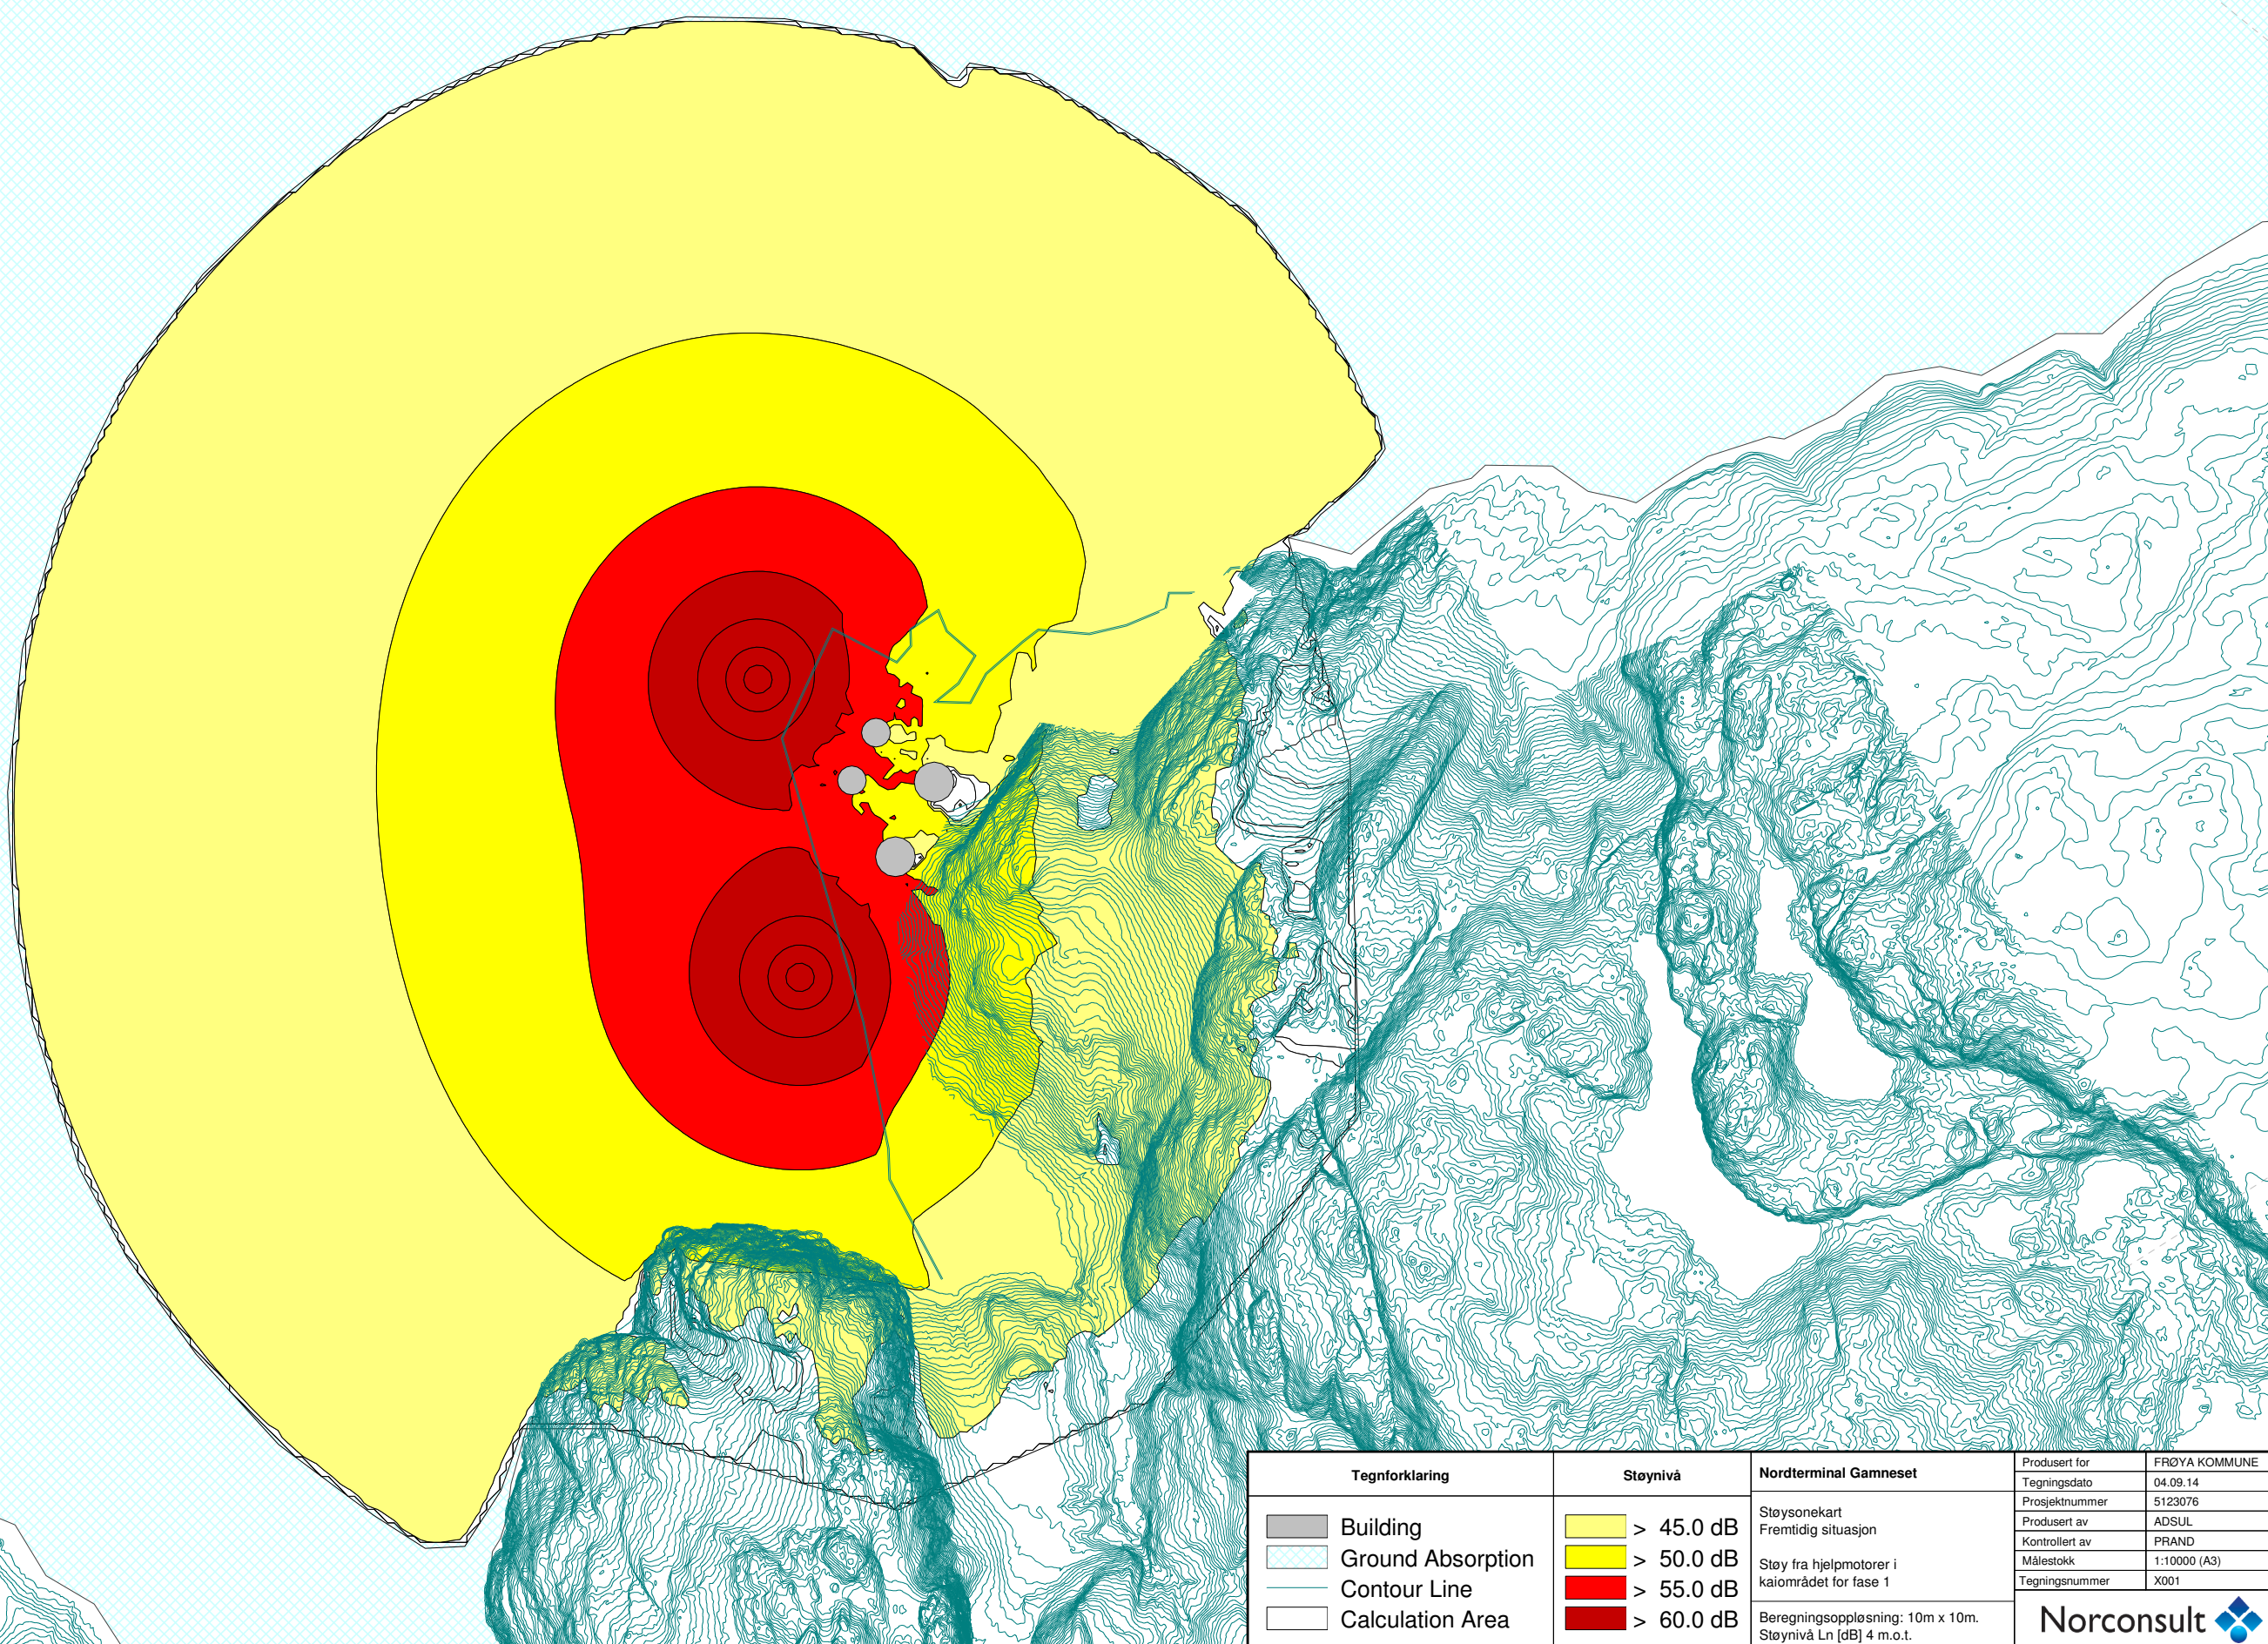 Tegnforklaring
Building
Ground Absorption
Contour Line
Calculation Area
Støynivå
> 45.0 dB
> 50.0 dB
> 55.0 dB
> 60.0 dB
Nordterminal Gamneset
Støysonekart
Fremtidig situasjon
Støy fra hjelpmotorer i
kaiområdet for fase 1
Beregningsoppløsning: 10m x 10m.
Støynivå Ln [dB] 4 m.o.t.
Produsert for FRØYA KOMMUNE
Tegningsdato 04.09.14
Prosjektnummer 5123076
Produsert av ADSUL
Kontrollert av PRAND
Målestokk 1:10000 (A3)
Tegningsnummer X001
Norconsult